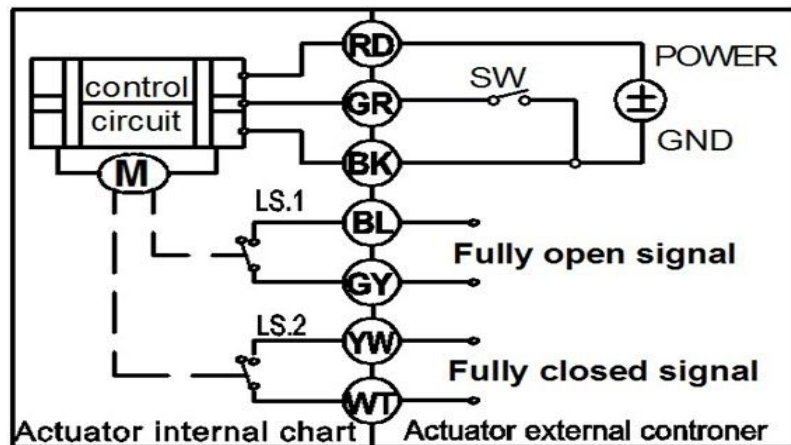 RD
POWER
control
SW
GR
circuit
GND
M
BK
LS.1
BL
Fully open signal
GY
LS.2
YW
Fully closed signal
WT
Actuator internal chart
Actuator external controner